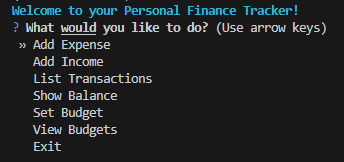 Welcome to your Personal Finance Tracker!
? What would you like to do? (Use arrow keys)
» Add Expense
Add Income
List Transactions
Show Balance
Set Budget
View Budgets
Exit